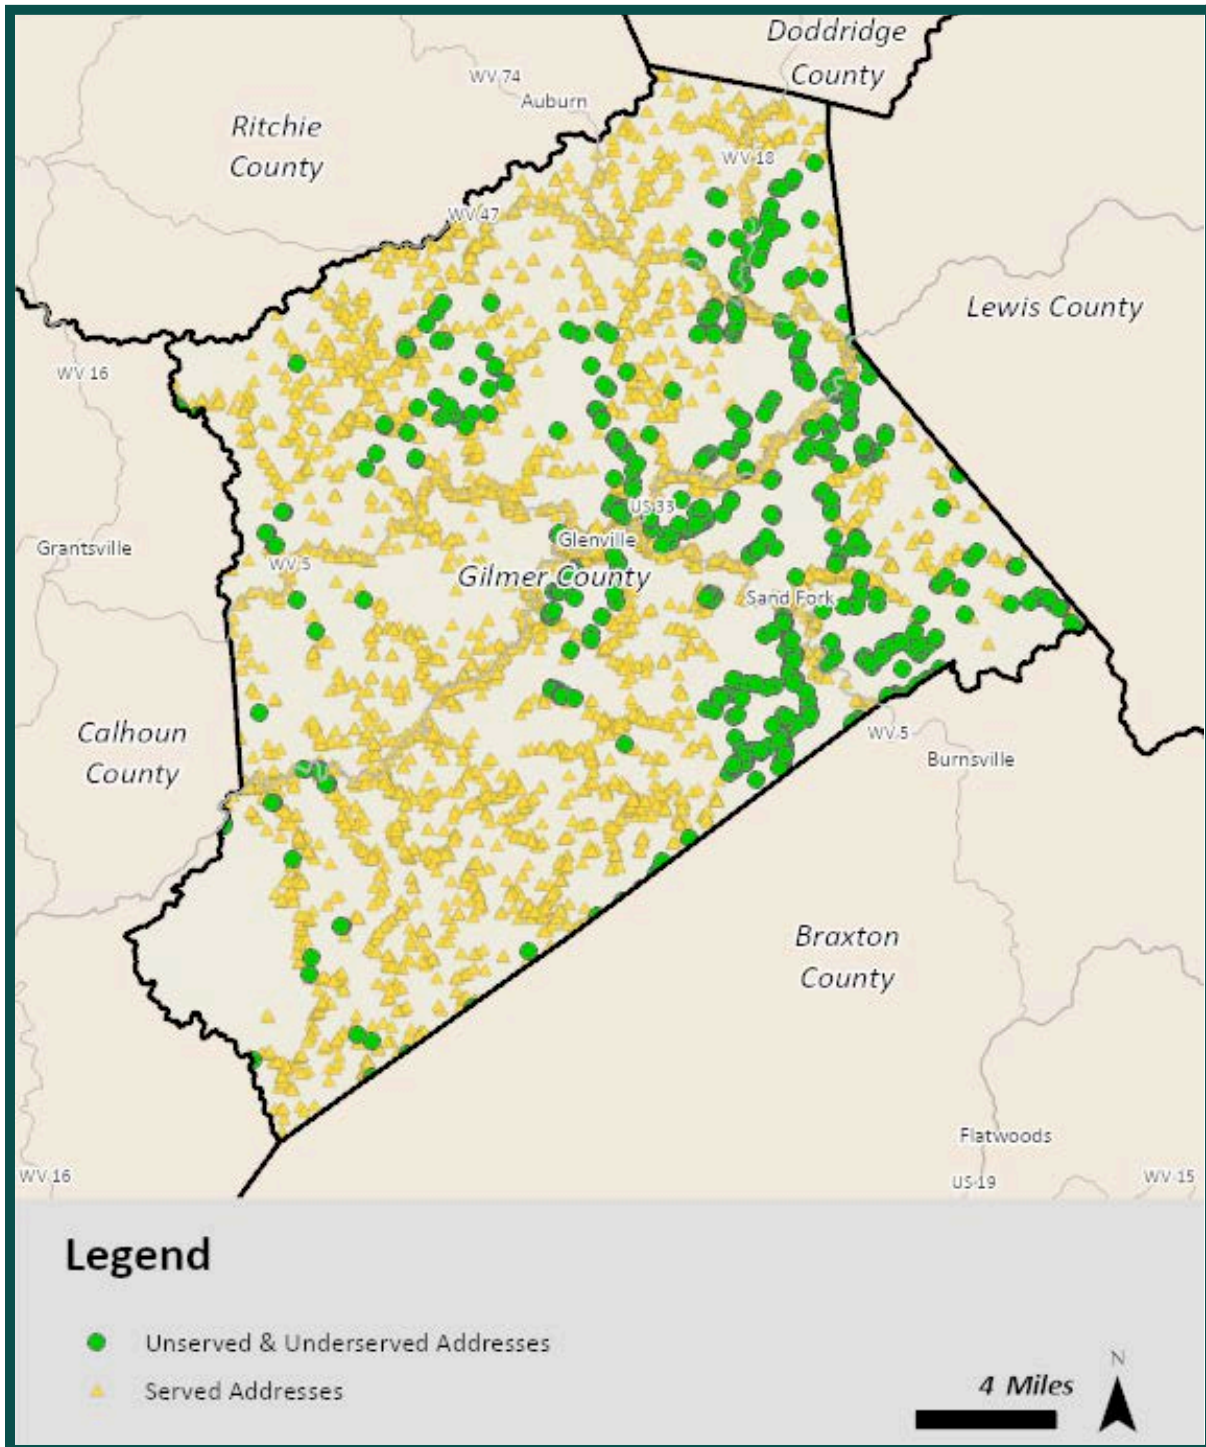 Doddridge
County
WV 74
Auburn
Ritchie
County
WV 18
WV 47
Lewis County
WV 16
US 33
Glenville
Grantsville
WV 5
Gilmer County
Sand Fork
Calhoun
County
WV 5
Burnsville
Braxton
County
Flatwoods
WV 16
US 19
WV 15
Legend
Unserved & Underserved Addresses
Served Addresses
N
4 Miles